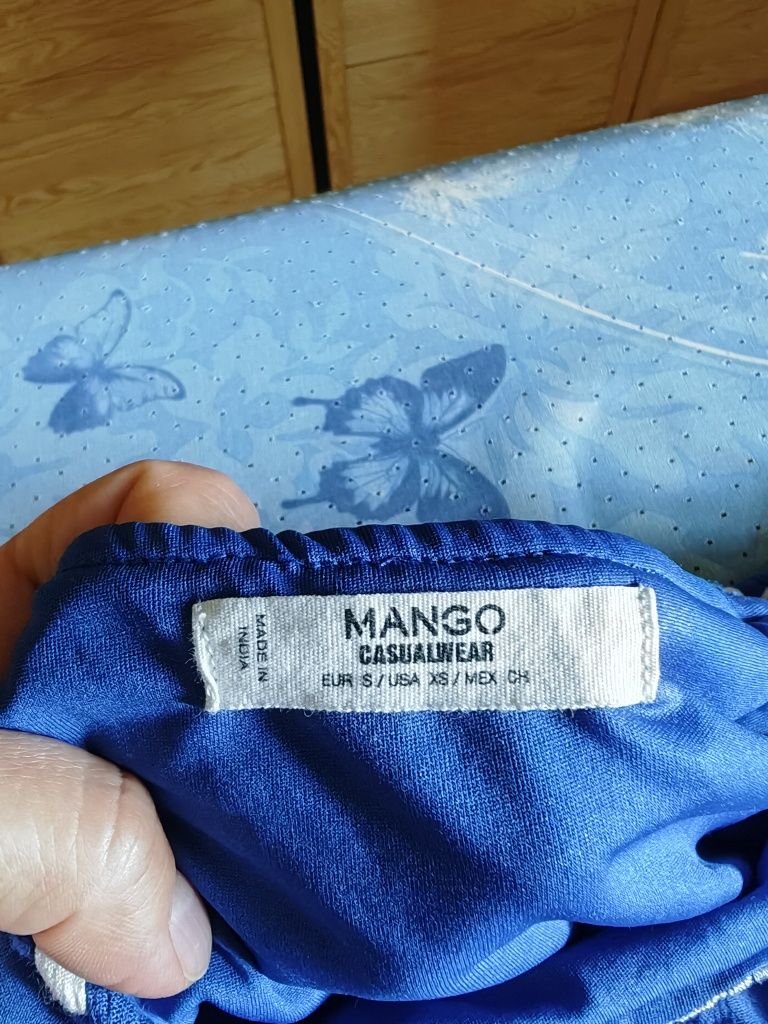 MANGO
CASUALWEAR
EUR S / USA XS / MEX CH
MADE IN
INDIA